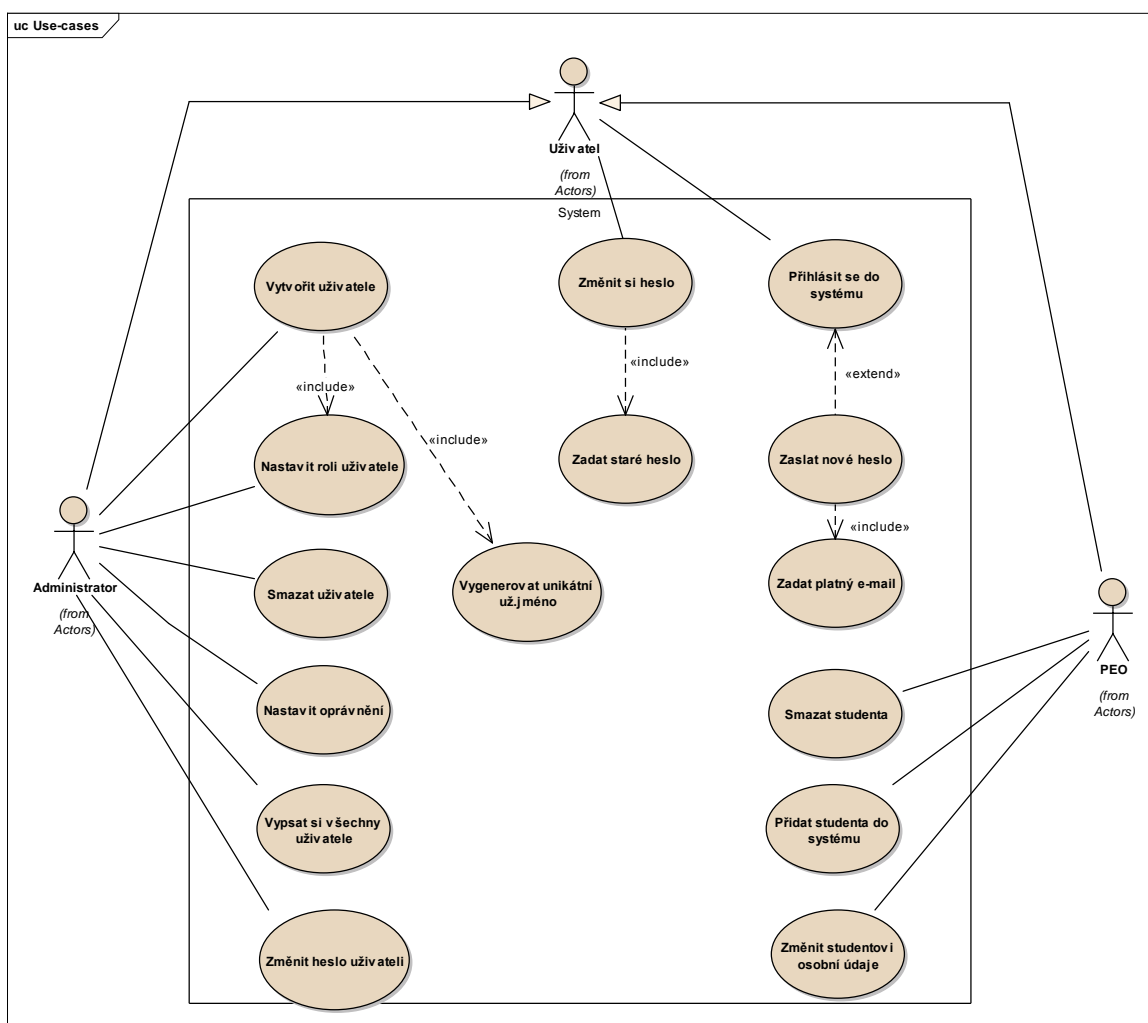 uc Use-cases
Uživatel
(from
Actors)
System
Vytvořit uživatele
Změnit si heslo
Přihlásit se do
systému
«include»
«include»
«extend»
«include»
Nastavit roli uživatele
Zadat staré heslo
Zaslat nové heslo
«include»
Administrator
(from
Actors)
Smazat uživatele
Vygenerovat unikátní
už.jméno
Zadat platný e-mail
PEO
(from
Actors)
Nastavit oprávnění
Smazat studenta
Vypsat si všechny
uživatele
Přidat studenta do
systému
Změnit heslo uživateli
Změnit studentovi
osobní údaje